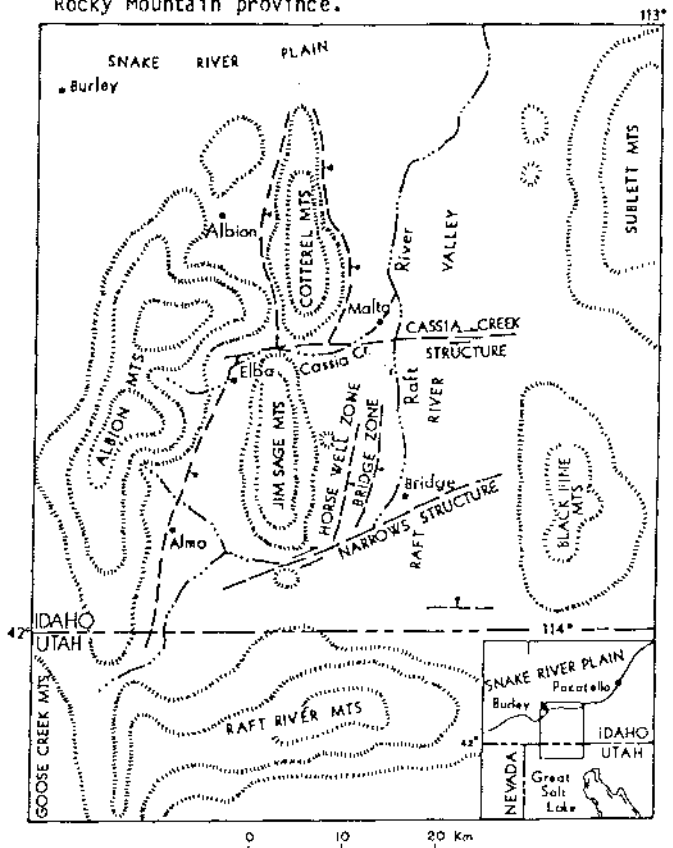 Rocky Mountain province.
113°
SNAKE RIVER PLAIN
Burley
SUBLETT MTS
Albion
COTTEREL MTS
River
VALLEY
Malta
CASSIA CREEK
STRUCTURE
Elba
Cassia Cr.
ALBION MTS
JIM SAGE MTS
HORSE WELL ZONE
BRIDGE ZONE
Raft
RIVER
Bridge
BLACK PINE
MTS
NARROWS STRUCTURE
RAFT
Almo
42°
IDAHO
UTAH
114°
GOOSE CREEK MTS
RAFT RIVER MTS
SNAKE RIVER PLAIN
Pocatello
Burley
IDAHO
42°
UTAH
NEVADA
Great
Salt
Lake
0 10 20 Km